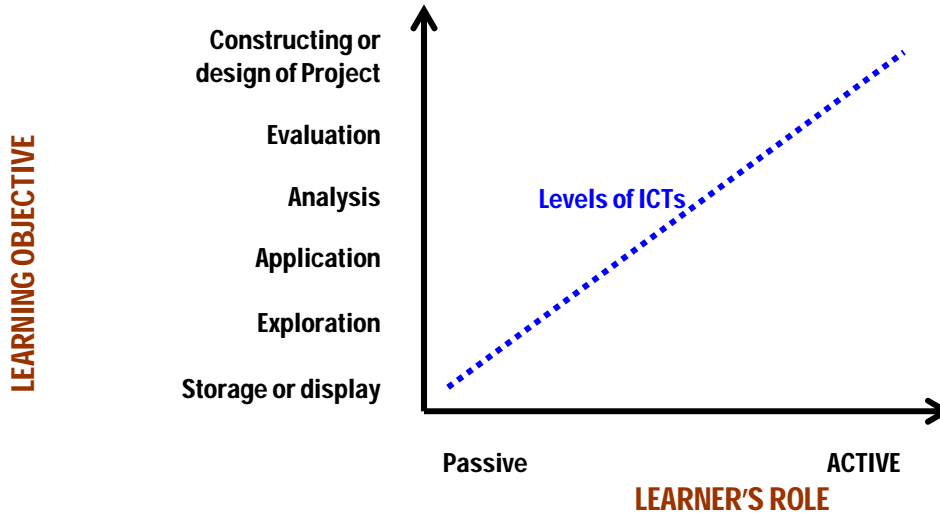 Constructing or
design of Project
Evaluation
Analysis
Application
Exploration
Storage or display
LEARNING OBJECTIVE
Levels of ICTs
Passive
ACTIVE
LEARNER'S ROLE